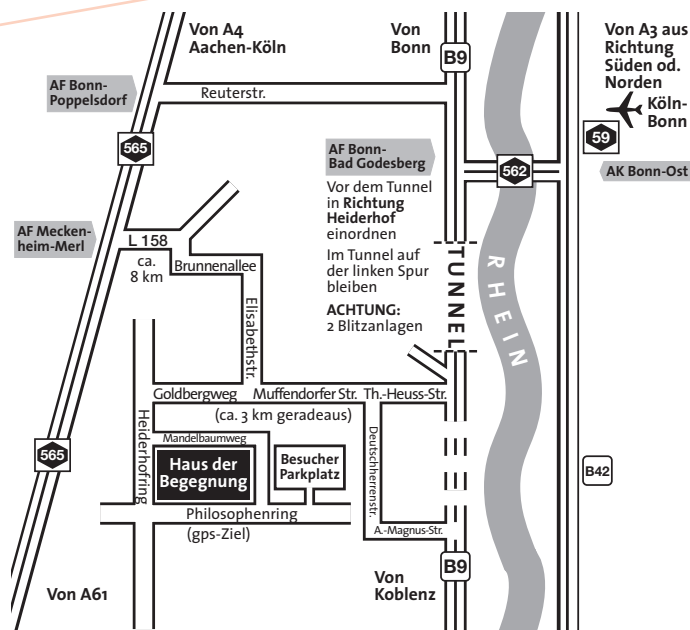 Von A4
Aachen-Köln
Von
Bonn
B9
Von A3 aus
Richtung
Süden od.
Norden
Köln-
Bonn
59
AK Bonn-Ost
AF Bonn-
Poppelsdorf
Reuterstr.
565
AF Bonn-
Bad Godesberg
562
Vor dem Tunnel
in Richtung
Heiderhof
einordnen
Im Tunnel auf
der linken Spur
bleiben
ACHTUNG:
2 Blitzanlagen
TUNNEL
RHEIN
AF Mecken-
heim-Merl
L 158
ca.
8 km
Brunnenallee
Elisabethstr.
Goldbergweg
Muffendorfer Str.
Th.-Heuss-Str.
(ca. 3 km geradeaus)
Heiderhofring
Mandelbaumweg
Haus der
Begegnung
Besucher
Parkplatz
Deutschherrenstr.
565
B42
Philosophenring
(gps-Ziel)
A.-Magnus-Str.
Von A61
Von
Koblenz
B9